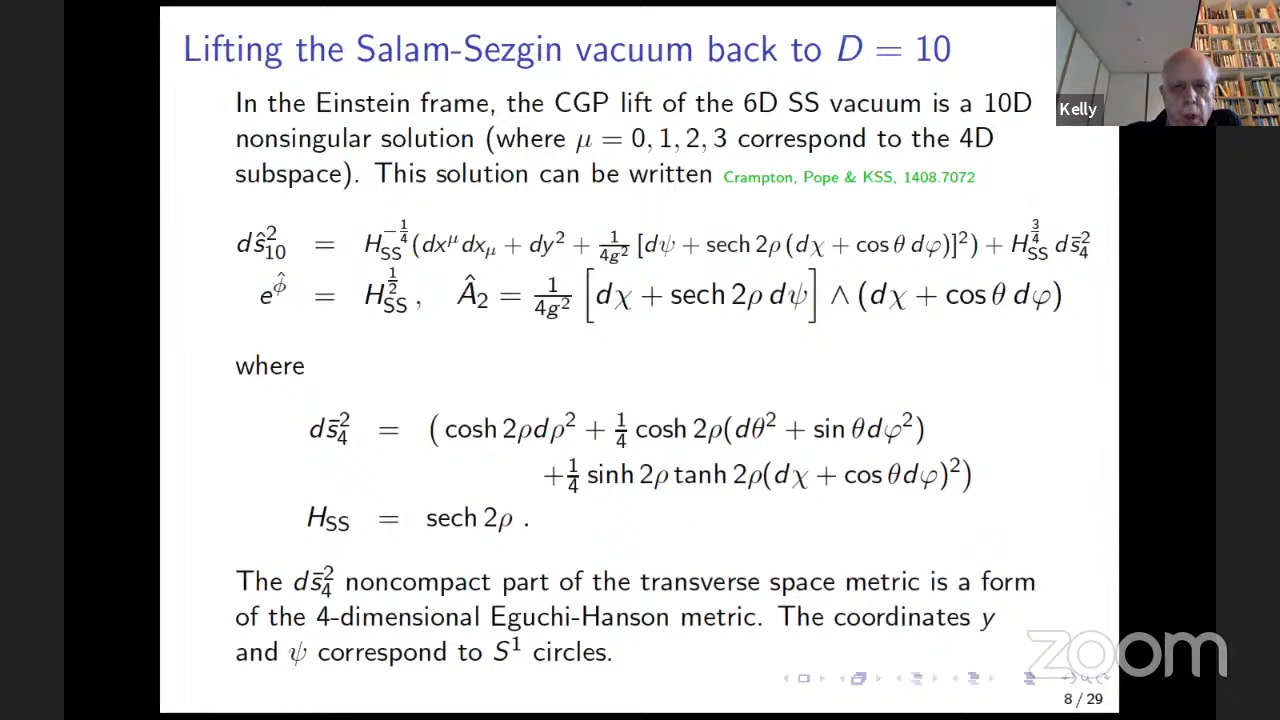 Lifting the Salam-Sezgin vacuum back to D = 10
In the Einstein frame, the CGP lift of the 6D SS vacuum is a 10D
nonsingular solution (where μ = 0, 1, 2, 3 correspond to the 4D
subspace). This solution can be written Crampton, Pope & KSS, 1408.7072
dŝ²₁₀ = H_SS^{-1/4}(dx^μ dx_μ + dy² + 1/(4g²) [dψ + sech 2ρ (dχ + cos θ dφ)]²) + H_SS^{3/4} ds̄²₄
e^{φ̂} = H_SS^{1/2} , Â₂ = 1/(4g²) [dχ + sech 2ρ dψ] ∧ (dχ + cos θ dφ)
where
ds̄²₄ = (cosh 2ρdρ² + 1/4 cosh 2ρ(dθ² + sin θdφ²)
+1/4 sinh 2ρ tanh 2ρ(dχ + cos θdφ)²)
H_SS = sech 2ρ .
The ds̄²₄ noncompact part of the transverse space metric is a form
of the 4-dimensional Eguchi-Hanson metric. The coordinates y
and ψ correspond to S¹ circles.
8 / 29
Kelly
zoom